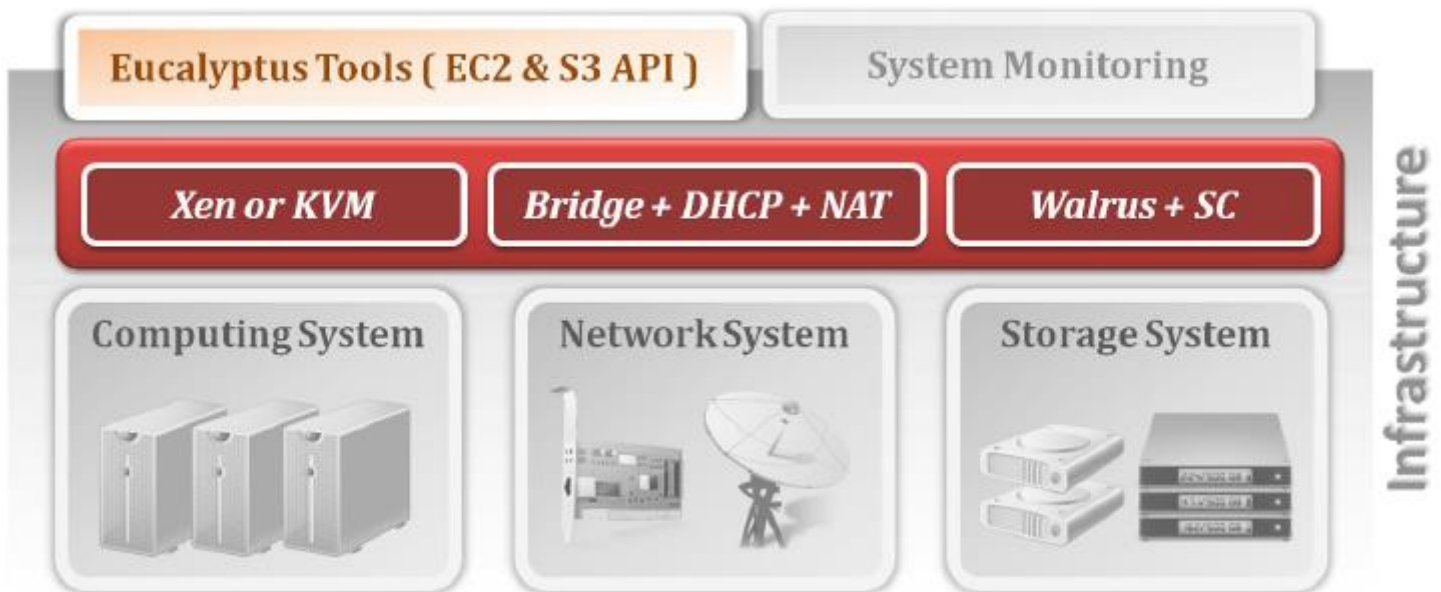 Eucalyptus Tools ( EC2 & S3 API )
System Monitoring
Xen or KVM
Bridge + DHCP + NAT
Walrus + SC
Computing System
Network System
Storage System
Infrastructure